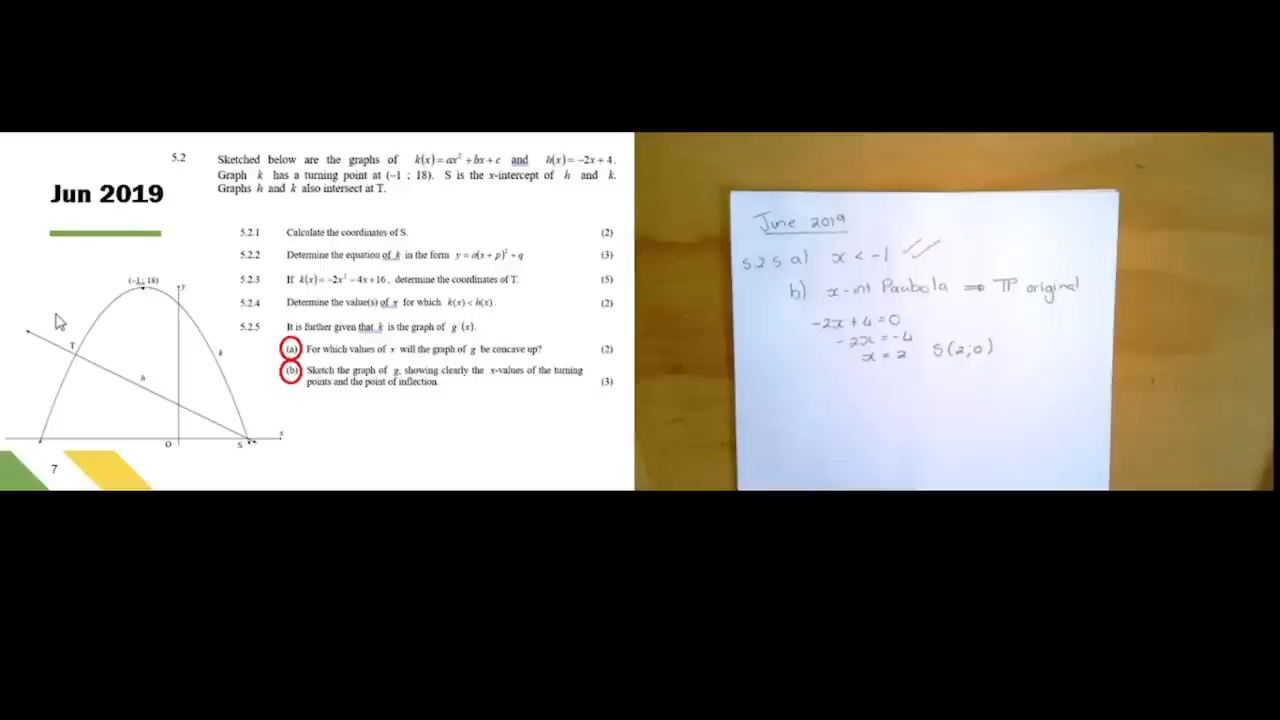 Jun 2019
5.2 Sketched below are the graphs of k(x) = ax² + bx + c and h(x) = −2x + 4.
Graph k has a turning point at (−1 ; 18). S is the x-intercept of h and k.
Graphs h and k also intersect at T.
5.2.1 Calculate the coordinates of S. (2)
5.2.2 Determine the equation of k in the form y = a(x + p)² + q (3)
5.2.3 If k(x) = −2x² − 4x + 16, determine the coordinates of T. (5)
5.2.4 Determine the value(s) of x for which k(x) < h(x). (2)
5.2.5 It is further given that k is the graph of g′(x).
(a) For which values of x will the graph of g be concave up? (2)
(b) Sketch the graph of g, showing clearly the x-values of the turning
points and the point of inflection. (3)
(−1 ; 18)
y
T
k
h
x
O
S
7
June 2019
5 2 5 a) x < −1
b) x-int Parabola ⇒ TP original
−2x + 4 = 0
−2x = −4
x = 2 S(2;0)